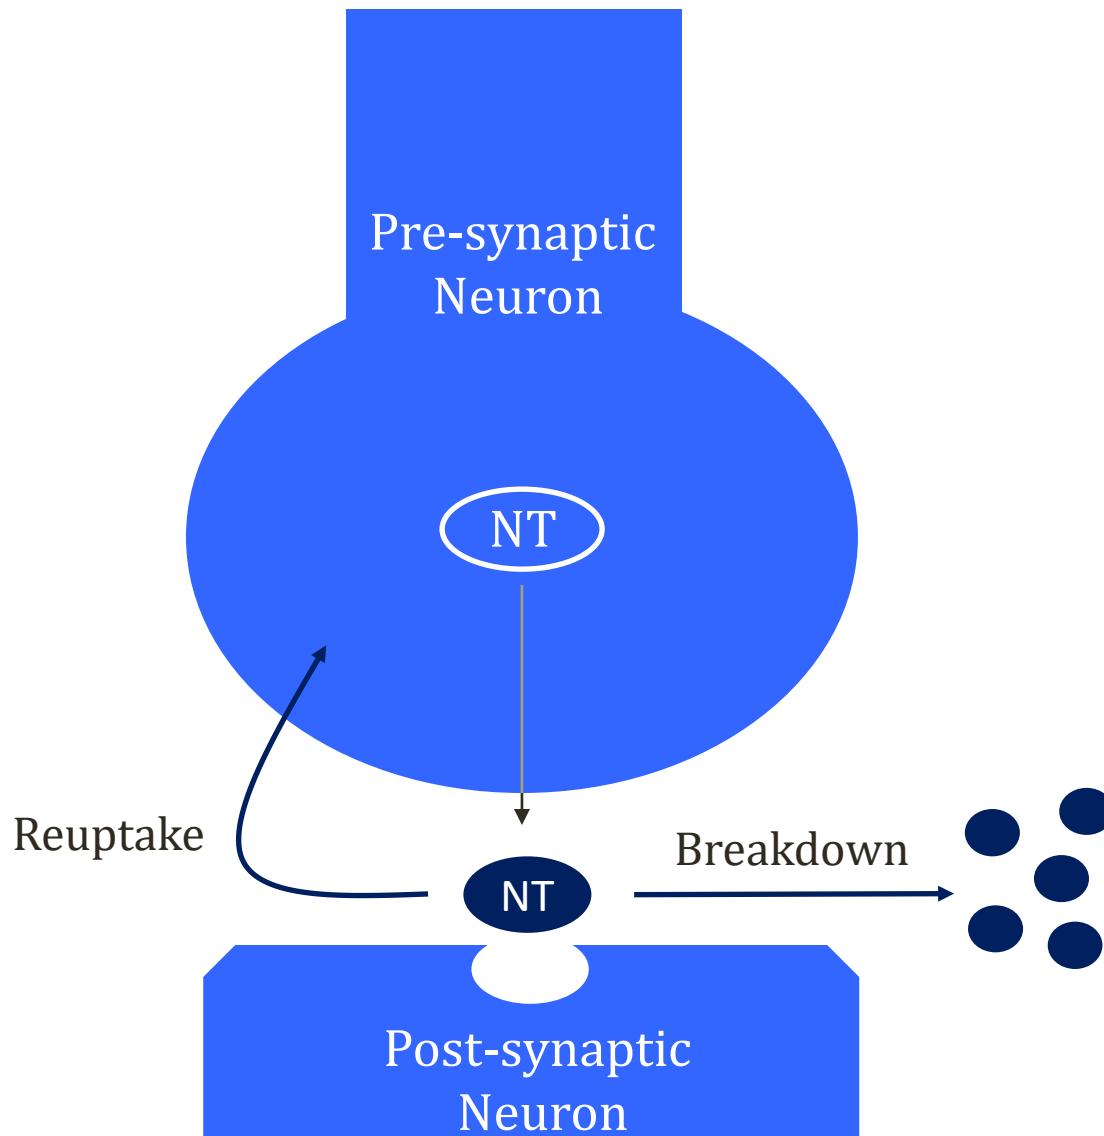 Pre-synaptic
Neuron
NT
Reuptake
Breakdown
NT
Post-synaptic
Neuron